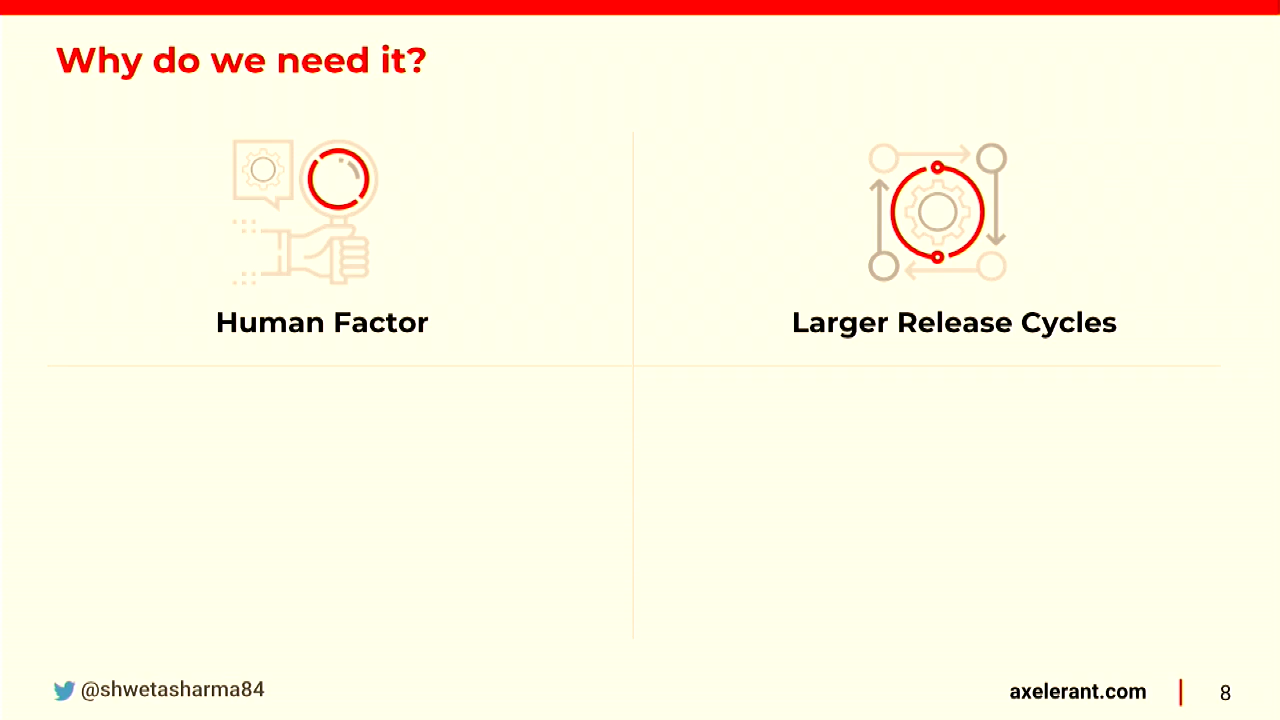 Why do we need it?
Human Factor
Larger Release Cycles
@shwetasharma84
axelerant.com
8